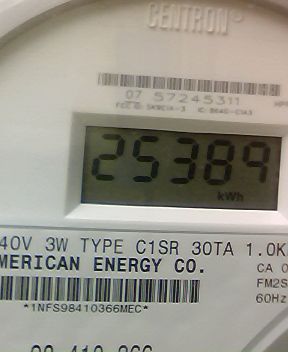 CENTRON®
07 57245311
25389
kWh
40V 3W TYPE C1SR 30TA 1.0K
MERICAN ENERGY CO.
CA 0
FM2S
60Hz
*1NFS98410366MEC*